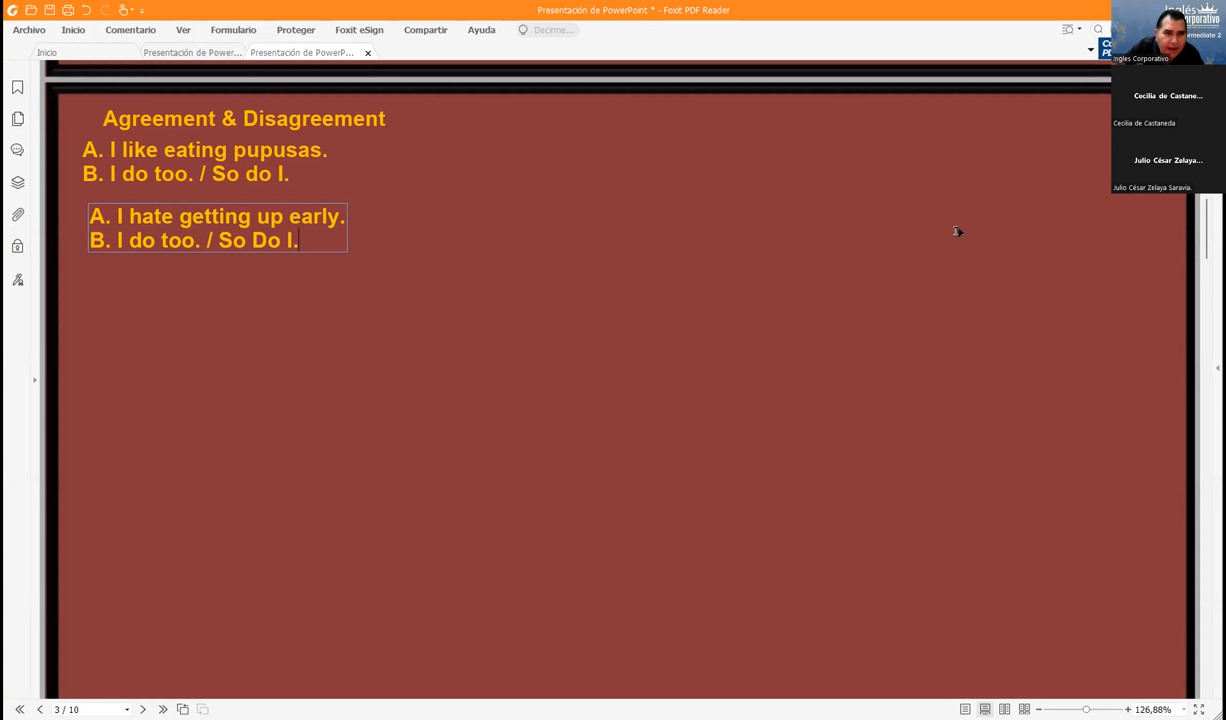 Presentación de PowerPoint * - Foxit PDF Reader
Archivo Inicio Comentario Ver Formulario Proteger Foxit eSign Compartir Ayuda Decirme...
Inicio Presentación de Power... Presentación de PowerP...
Inglés
Corporativo
Ingles Corporativo
Cecilia de Castane...
Cecilia de Castaneda
Julio César Zelaya...
Julio César Zelaya Saravia.
Agreement & Disagreement
A. I like eating pupusas.
B. I do too. / So do I.
A. I hate getting up early.
B. I do too. / So Do I.
3 / 10
126,88%